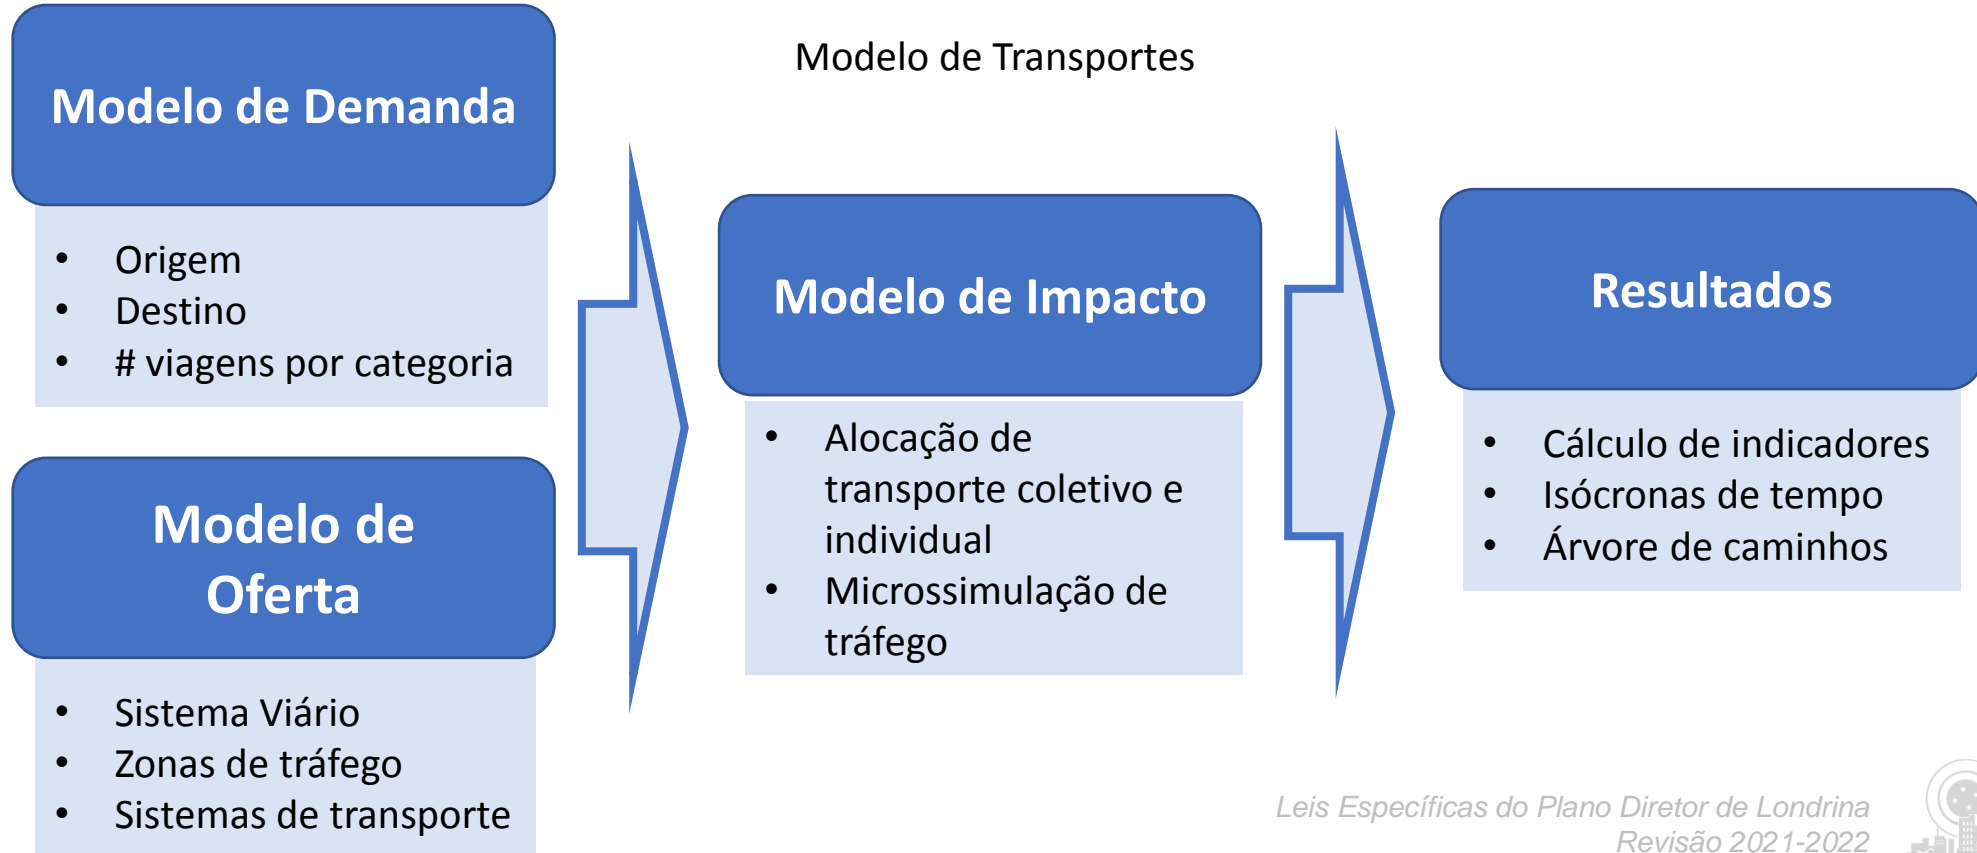 Modelo de Transportes
Modelo de Demanda
• Origem
• Destino
• # viagens por categoria
Modelo de
Oferta
• Sistema Viário
• Zonas de tráfego
• Sistemas de transporte
Modelo de Impacto
• Alocação de
transporte coletivo e
individual
• Microssimulação de
tráfego
Resultados
• Cálculo de indicadores
• Isócronas de tempo
• Árvore de caminhos
Leis Específicas do Plano Diretor de Londrina
Revisão 2021-2022